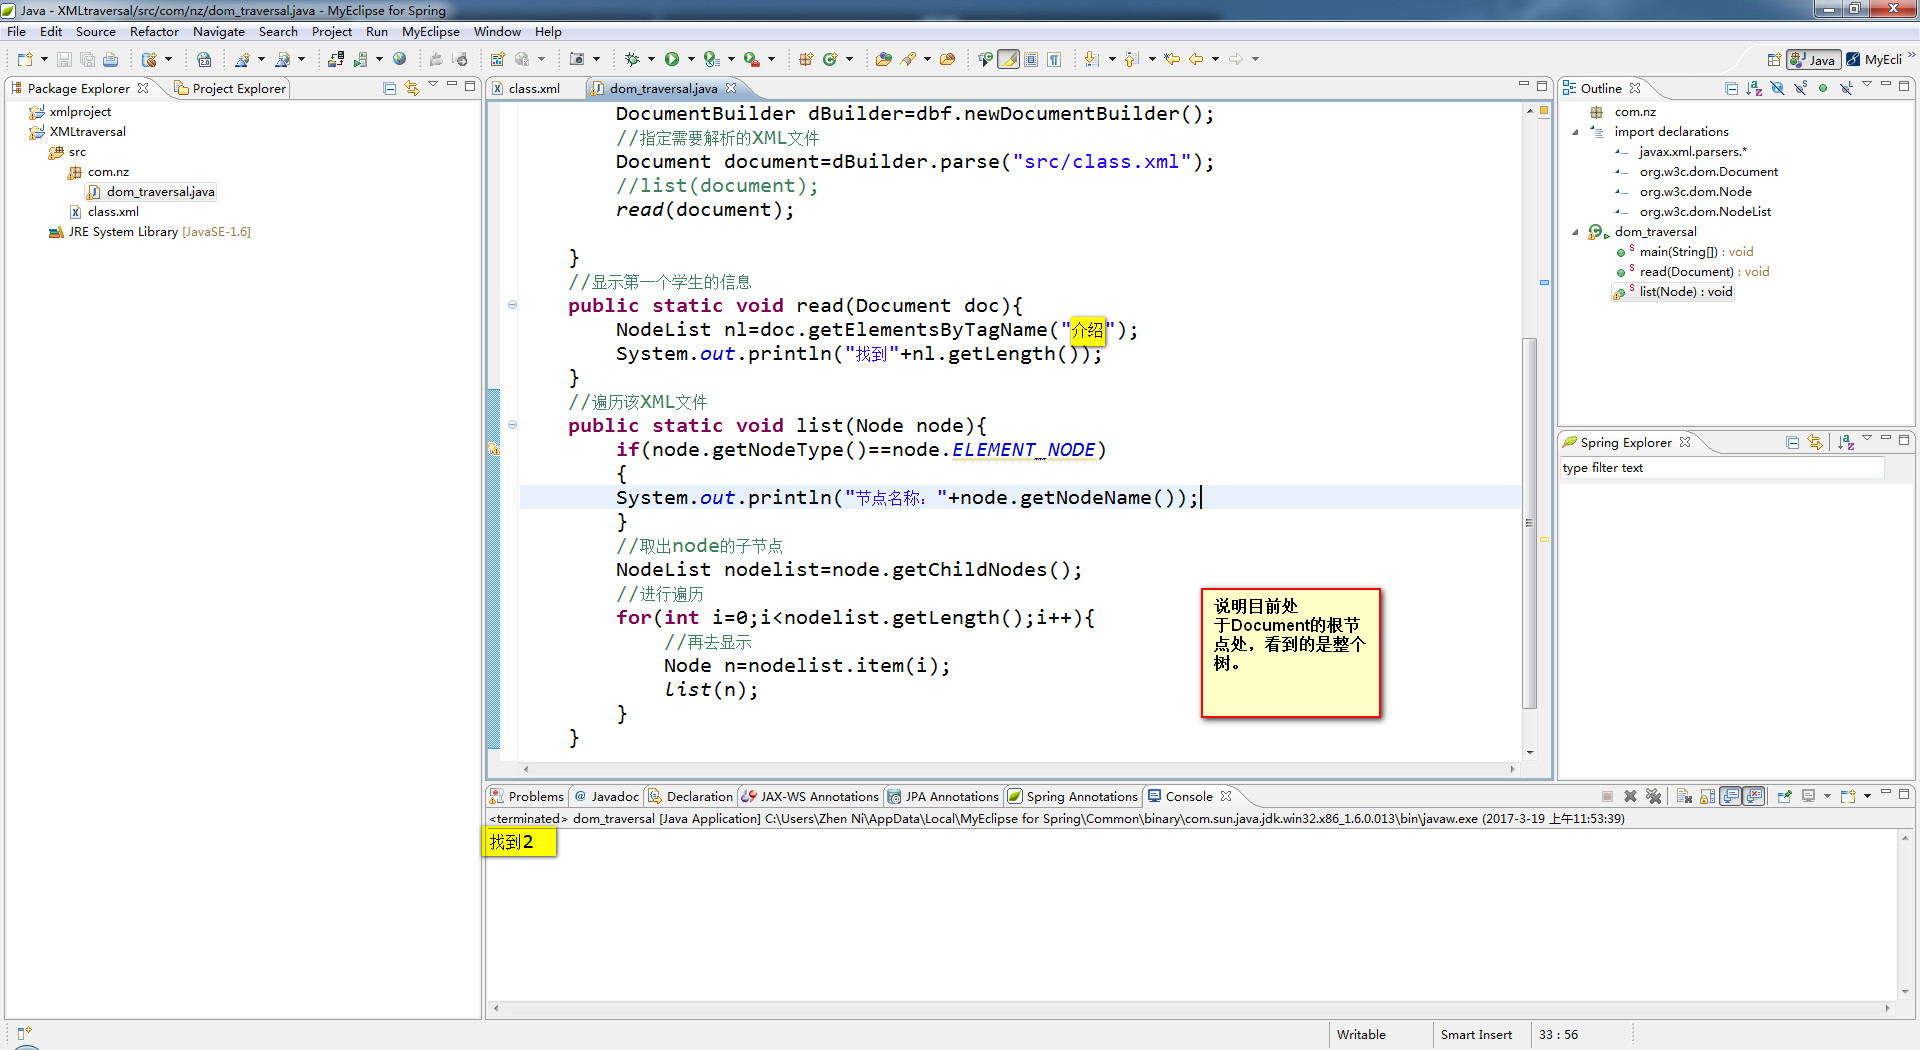 Java - XMLtraversal/src/com/nz/dom_traversal.java - MyEclipse for Spring
File Edit Source Refactor Navigate Search Project Run MyEclipse Window Help
Java MyEcli
Package Explorer Project Explorer
xmlproject
XMLtraversal
src
com.nz
dom_traversal.java
class.xml
JRE System Library [JavaSE-1.6]
class.xml dom_traversal.java
DocumentBuilder dBuilder=dbf.newDocumentBuilder();
//指定需要解析的XML文件
Document document=dBuilder.parse("src/class.xml");
//list(document);
read(document);
}
//显示第一个学生的信息
public static void read(Document doc){
NodeList nl=doc.getElementsByTagName("介绍");
System.out.println("找到"+nl.getLength());
}
//遍历该XML文件
public static void list(Node node){
if(node.getNodeType()==node.ELEMENT_NODE)
{
System.out.println("节点名称："+node.getNodeName());
}
//取出node的子节点
NodeList nodelist=node.getChildNodes();
//进行遍历
for(int i=0;i<nodelist.getLength();i++){
//再去显示
Node n=nodelist.item(i);
list(n);
}
}
说明目前处
于Document的根节
点处，看到的是整个
树。
Outline
com.nz
import declarations
javax.xml.parsers.*
org.w3c.dom.Document
org.w3c.dom.Node
org.w3c.dom.NodeList
dom_traversal
main(String[]) : void
read(Document) : void
list(Node) : void
Spring Explorer
type filter text
Problems Javadoc Declaration JAX-WS Annotations JPA Annotations Spring Annotations Console
<terminated> dom_traversal [Java Application] C:\Users\Zhen Ni\AppData\Local\MyEclipse for Spring\Common\binary\com.sun.java.jdk.win32.x86_1.6.0.013\bin\javaw.exe (2017-3-19 上午11:53:39)
找到2
Writable Smart Insert 33 : 56